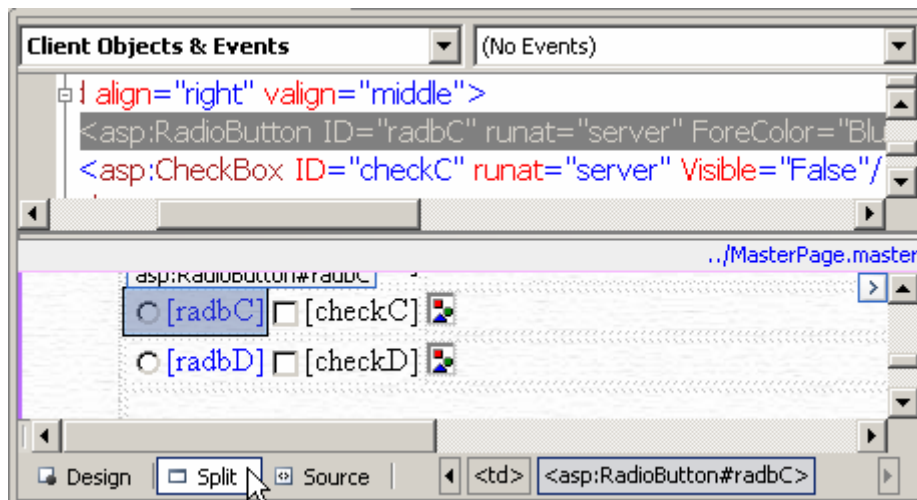 Client Objects & Events (No Events)
align="right" valign="middle">
<asp:RadioButton ID="radbC" runat="server" ForeColor="Blu
<asp:CheckBox ID="checkC" runat="server" Visible="False"/
../MasterPage.master
asp:RadioButton#radbC
[radbC] [checkC]
[radbD] [checkD]
Design Split Source <td> <asp:RadioButton#radbC>